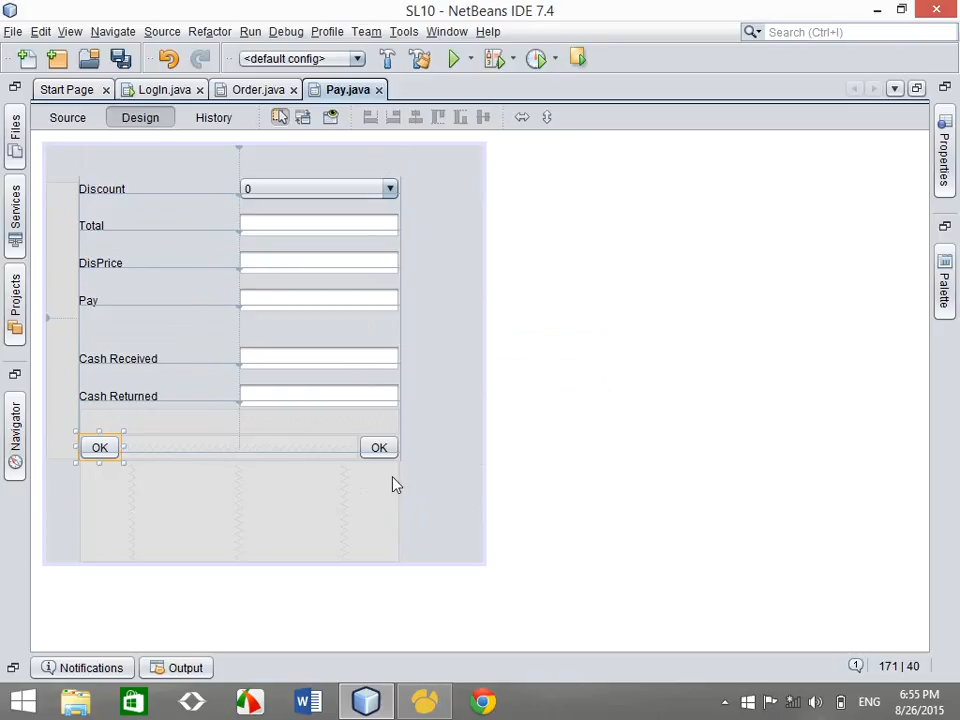 SL10 - NetBeans IDE 7.4
File Edit View Navigate Source Refactor Run Debug Profile Team Tools Window Help
Search (Ctrl+I)
<default config>
Start Page
LogIn.java
Order.java
Pay.java
Source Design History
Files
Services
Projects
Navigator
Properties
Palette
Discount 0
Total
DisPrice
Pay
Cash Received
Cash Returned
OK OK
Notifications Output
1 171 | 40
ENG
6:55 PM
8/26/2015